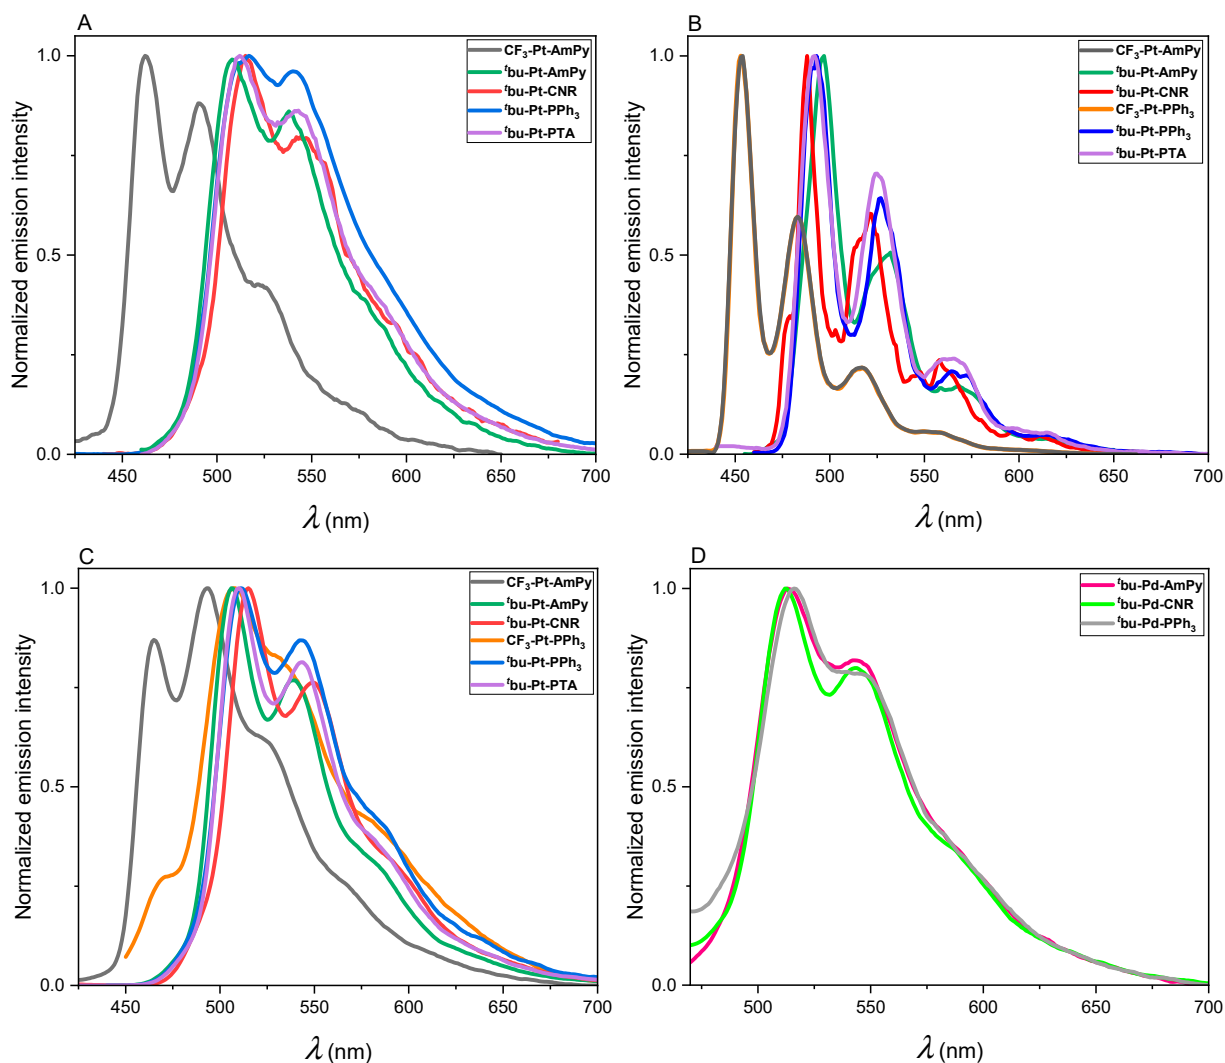 A
Normalized emission intensity
1.0
0.5
0.0
450 500 550 600 650 700
λ (nm)
CF₃-Pt-AmPy
ᵗbu-Pt-AmPy
ᵗbu-Pt-CNR
ᵗbu-Pt-PPh₃
ᵗbu-Pt-PTA
B
Normalized emission intensity
1.0
0.5
0.0
450 500 550 600 650 700
λ (nm)
CF₃-Pt-AmPy
ᵗbu-Pt-AmPy
ᵗbu-Pt-CNR
CF₃-Pt-PPh₃
ᵗbu-Pt-PPh₃
ᵗbu-Pt-PTA
C
Normalized emission intensity
1.0
0.5
0.0
450 500 550 600 650 700
λ (nm)
CF₃-Pt-AmPy
ᵗbu-Pt-AmPy
ᵗbu-Pt-CNR
CF₃-Pt-PPh₃
ᵗbu-Pt-PPh₃
ᵗbu-Pt-PTA
D
Normalized emission intensity
1.0
0.5
0.0
500 550 600 650 700
λ (nm)
ᵗbu-Pd-AmPy
ᵗbu-Pd-CNR
ᵗbu-Pd-PPh₃